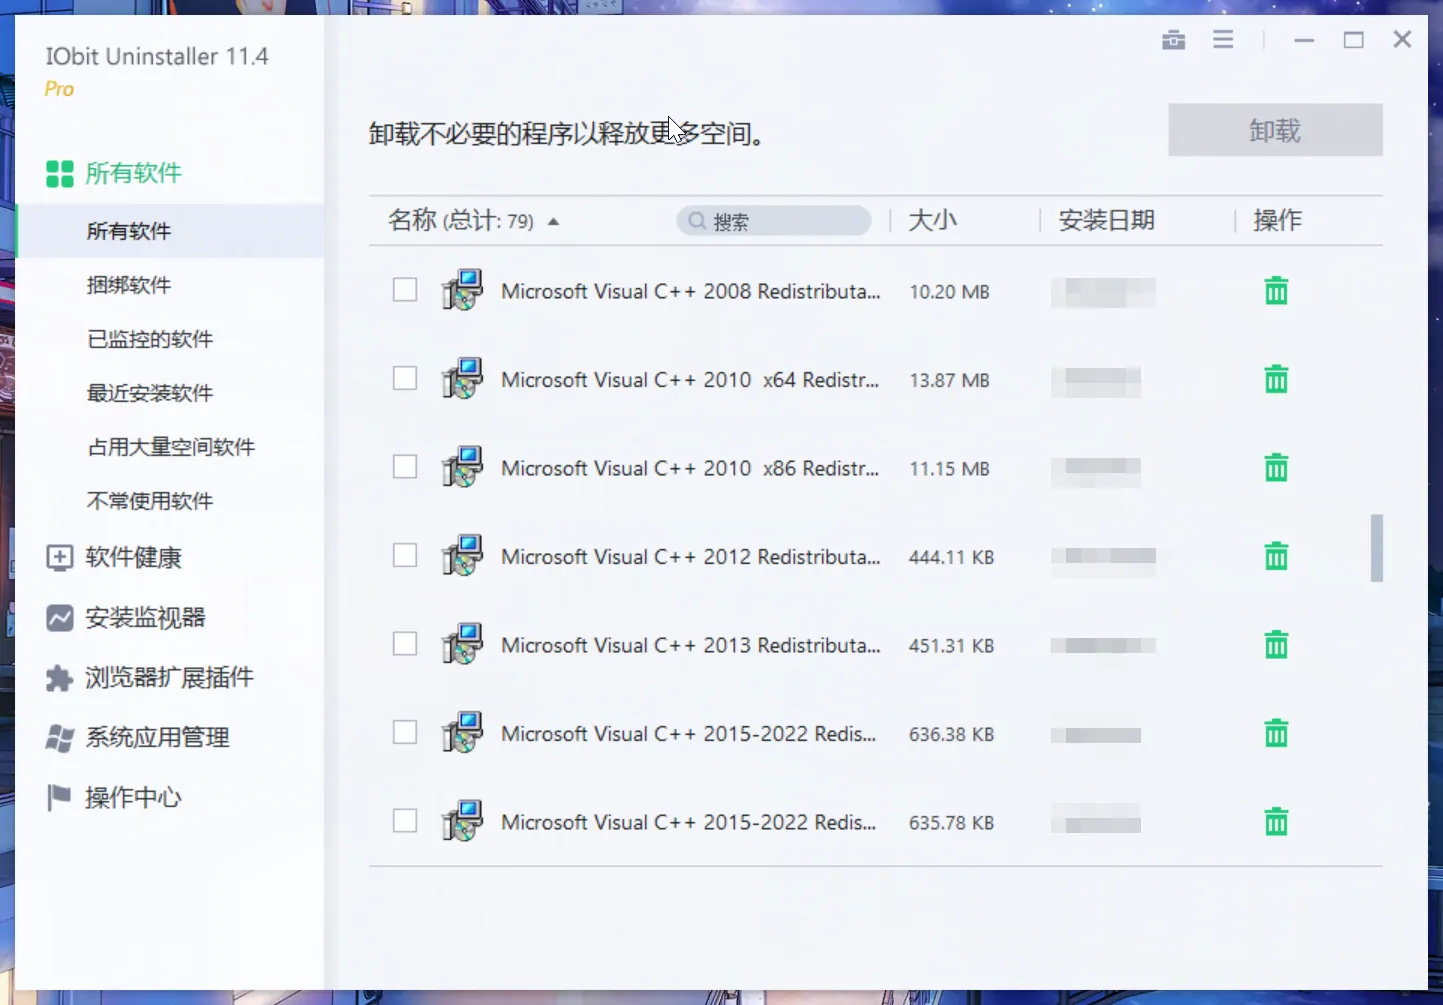 IObit Uninstaller 11.4
Pro
所有软件
所有软件
捆绑软件
已监控的软件
最近安装软件
占用大量空间软件
不常使用软件
软件健康
安装监视器
浏览器扩展插件
系统应用管理
操作中心
卸载不必要的程序以释放更多空间。
卸载
名称 (总计: 79) 搜索 大小 安装日期 操作
Microsoft Visual C++ 2008 Redistributa... 10.20 MB
Microsoft Visual C++ 2010  x64 Redistr... 13.87 MB
Microsoft Visual C++ 2010  x86 Redistr... 11.15 MB
Microsoft Visual C++ 2012 Redistributa... 444.11 KB
Microsoft Visual C++ 2013 Redistributa... 451.31 KB
Microsoft Visual C++ 2015-2022 Redis... 636.38 KB
Microsoft Visual C++ 2015-2022 Redis... 635.78 KB